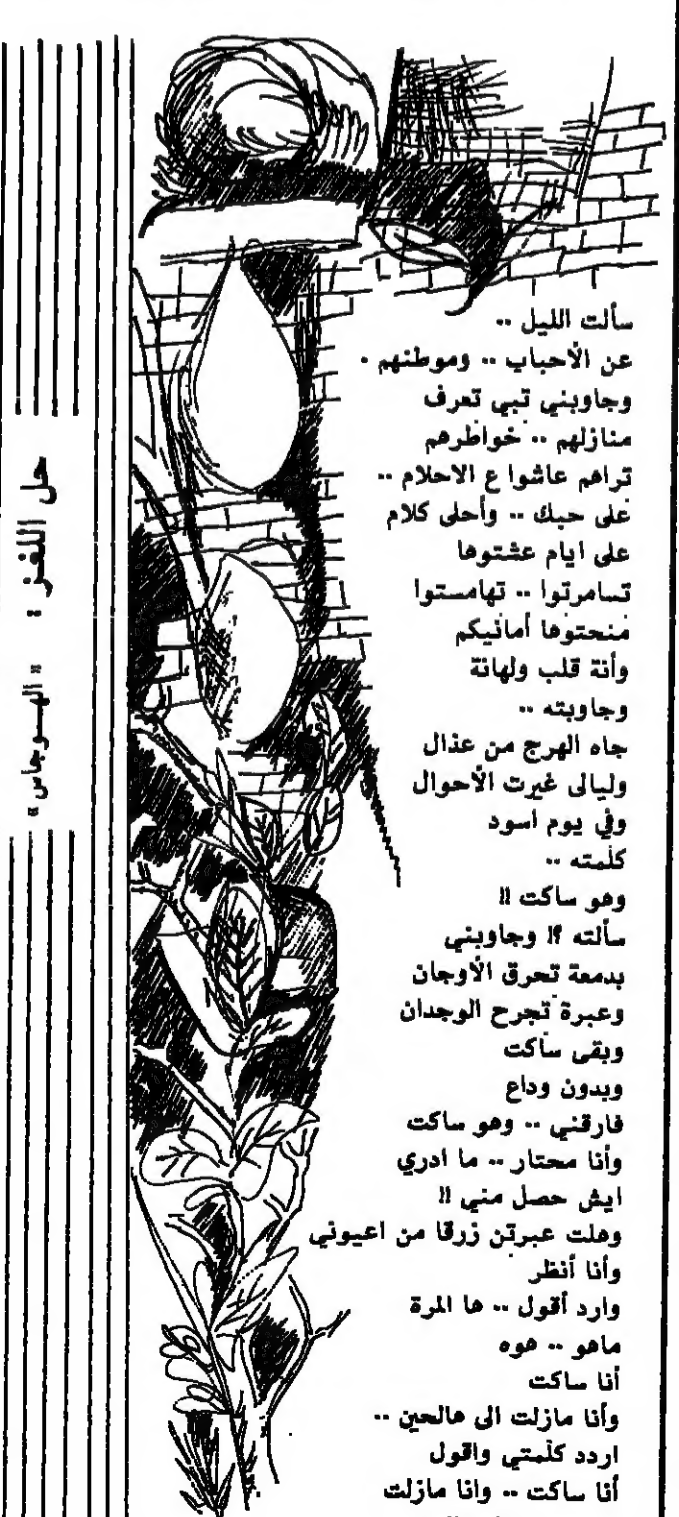 سألت الليل ..
عن الأحباب .. وموطنهم .
وجاوبني تبي تعرف
منازلهم .. خواطرهم
تراهم عاشوا ع الاحلام ..
على حبك .. وأحلى كلام
على ايام عشتوها
تسامرتوا .. تهامستوا
منحتوها أمانيكم
وأنة قلب ولهانة
وجاوبته ..
جاه الهرج من عذال
وليالى غيرت الأحوال
وفي يوم اسود
كلمته ..
وهو ساكت !!
سألته ؟! وجاوبني
بدمعة تحرق الأوجان
وعبرة تجرح الوجدان
وبقى ساكت
وبدون وداع
فارقني .. وهو ساكت
وأنا محتار .. ما ادري
ايش حصل مني !!
وهلت عبرتن زرقا من اعيوني
وأنا أنظر
وارد أقول .. ها المرة
ماهو .. هوه
أنا ساكت
وأنا مازلت الى هالحين ..
اردد كلمتي واقول
أنا ساكت .. وانا مازلت
حل اللغز : « الهـوجاس »